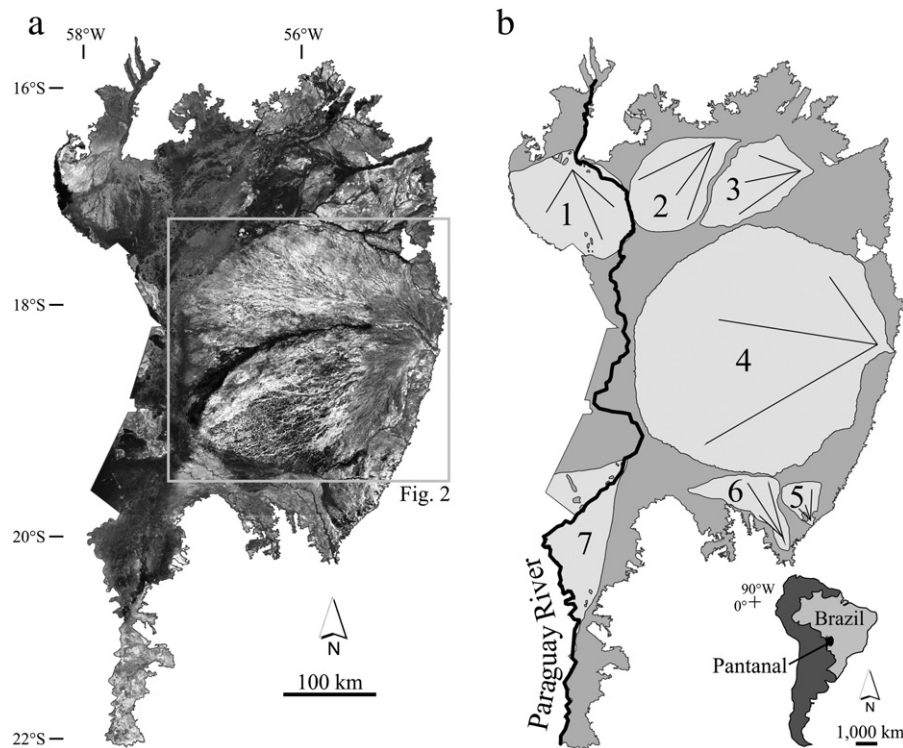 a
58°W
56°W
16°S
18°S
20°S
22°S
Fig. 2
N
100 km
b
1
2
3
4
5
6
7
Paraguay River
90°W
0°
Brazil
Pantanal
N
1,000 km